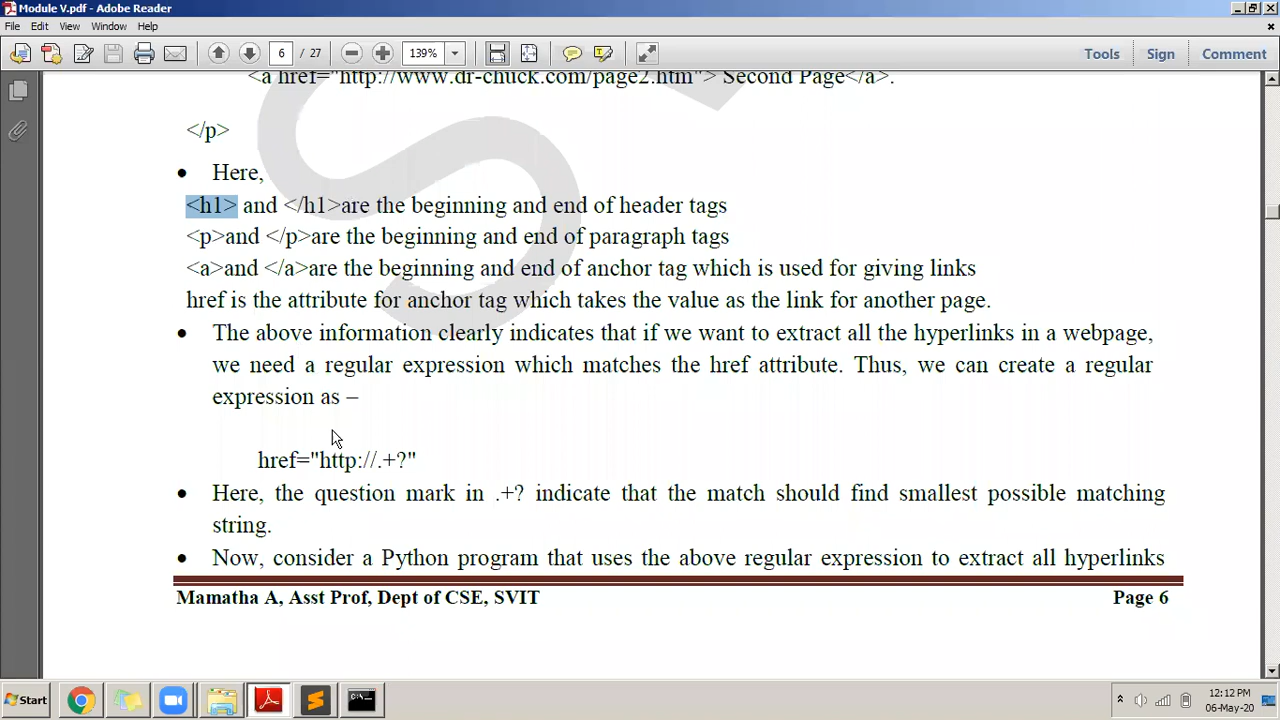 Module V.pdf - Adobe Reader
File Edit View Window Help
6 / 27 139% Tools Sign Comment
<a href="http://www.dr-chuck.com/page2.htm"> Second Page</a>.
</p>
• Here,
<h1> and </h1>are the beginning and end of header tags
<p>and </p>are the beginning and end of paragraph tags
<a>and </a>are the beginning and end of anchor tag which is used for giving links
href is the attribute for anchor tag which takes the value as the link for another page.
• The above information clearly indicates that if we want to extract all the hyperlinks in a webpage,
we need a regular expression which matches the href attribute. Thus, we can create a regular
expression as –
href="http://.+?"
• Here, the question mark in .+? indicate that the match should find smallest possible matching
string.
• Now, consider a Python program that uses the above regular expression to extract all hyperlinks
Mamatha A, Asst Prof, Dept of CSE, SVIT Page 6
Start
12:12 PM
06-May-20